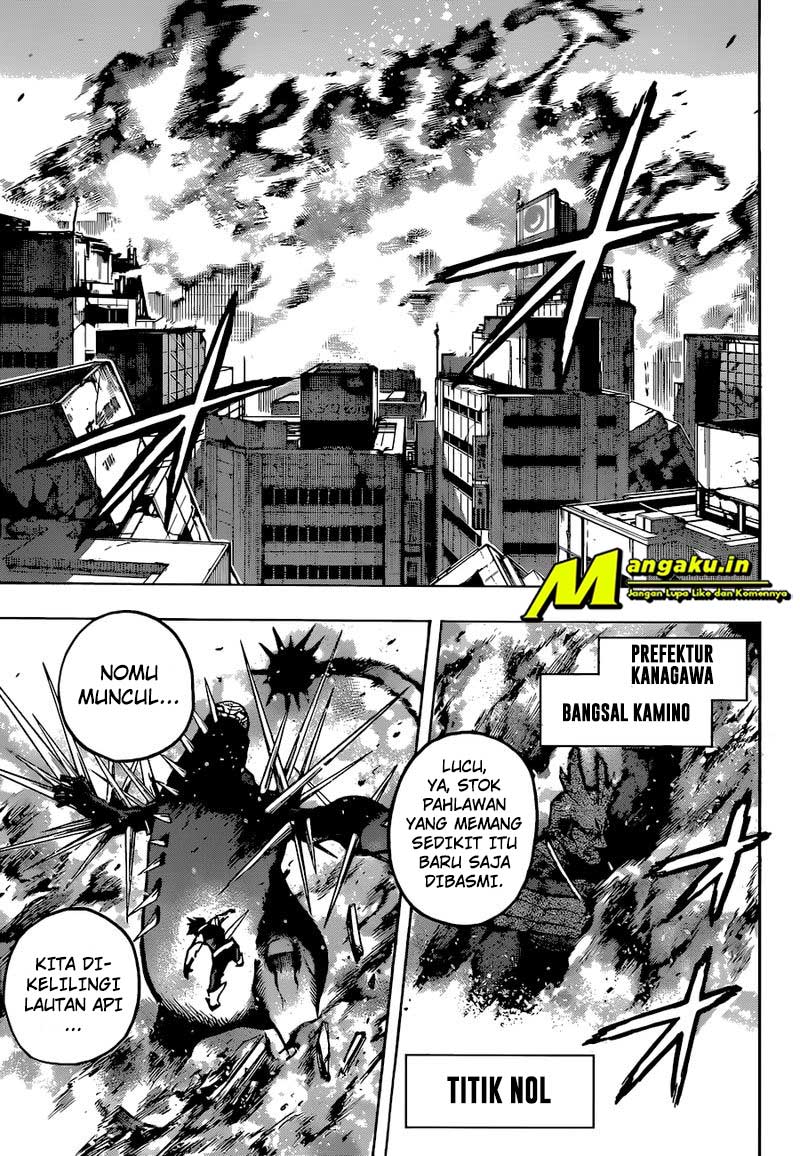 Mangaku.in
Jangan Lupa Like dan Komennya
PREFEKTUR
KANAGAWA
BANGSAL KAMINO
LUCU,
YA, STOK
PAHLAWAN
YANG MEMANG
SEDIKIT ITU
BARU SAJA
DIBASMI.
TITIK NOL
NOMU
MUNCUL...
KITA DI-
KELILINGI
LAUTAN API
...